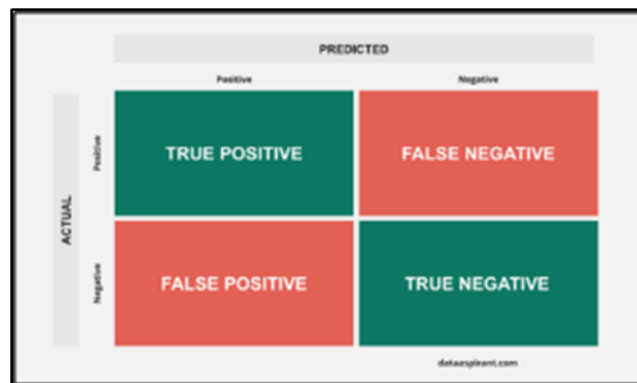 PREDICTED
Positive Negative
ACTUAL
Positive
TRUE POSITIVE FALSE NEGATIVE
Negative
FALSE POSITIVE TRUE NEGATIVE
dataaspirant.com